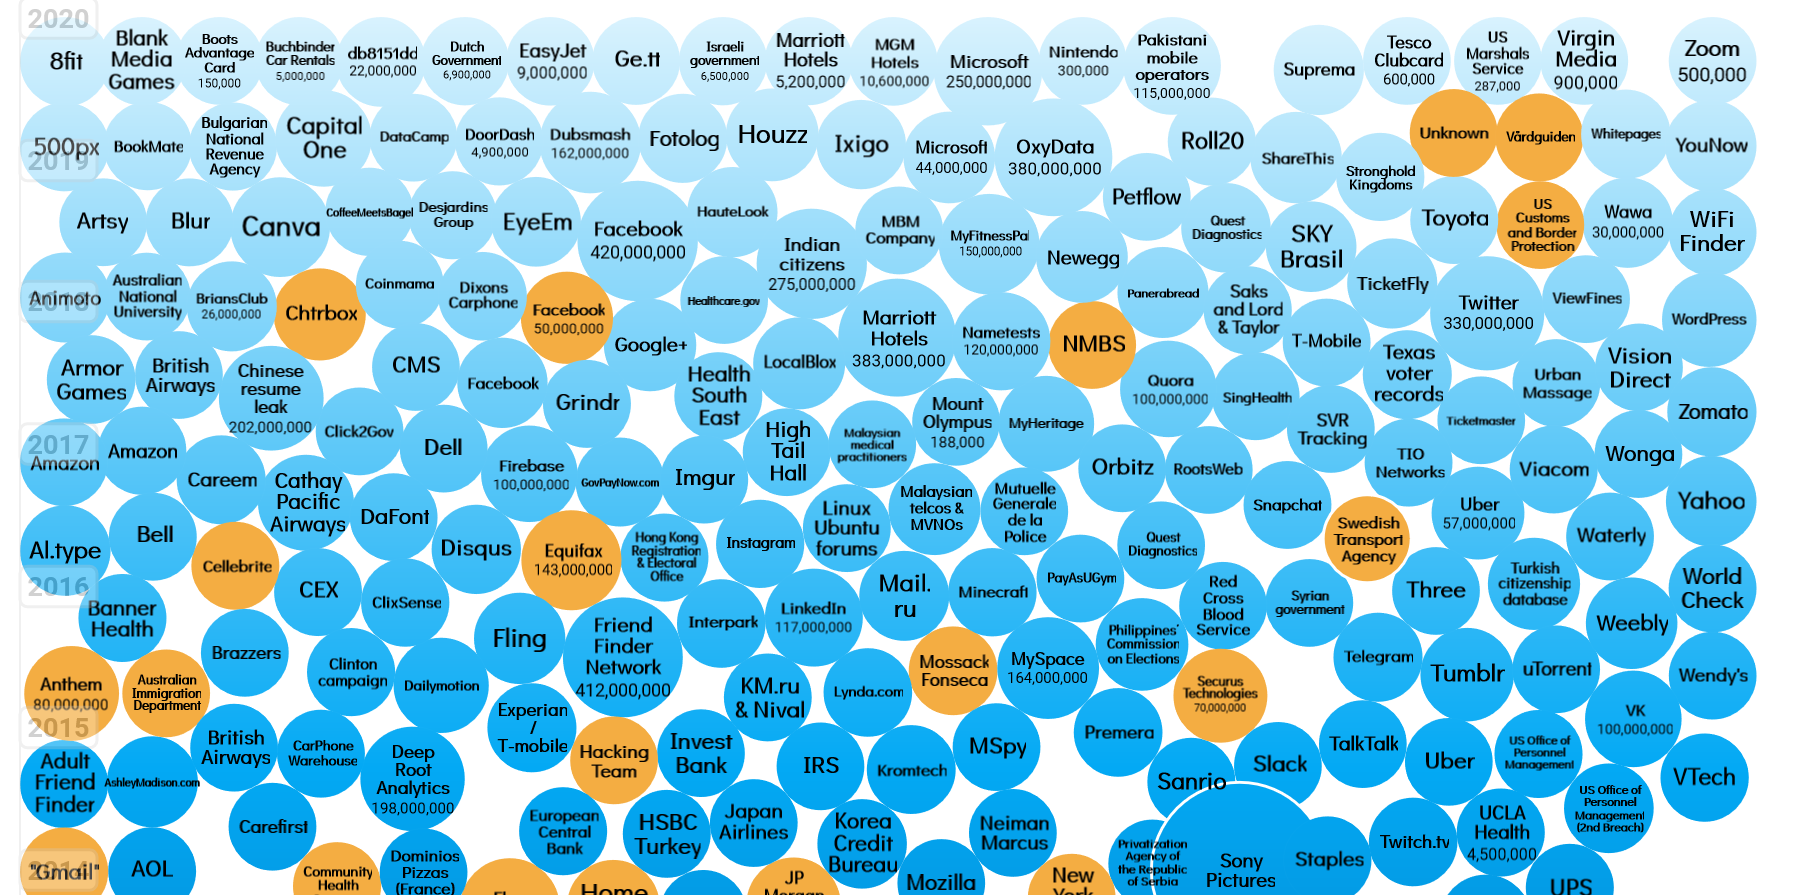 2020
8fit
Blank
Media
Games
Boots
Advantage
Card
150,000
Buchbinder
Car Rentals
5,000,000
db8151dd
22,000,000
Dutch
Government
6,900,000
EasyJet
9,000,000
Ge.tt
Israeli
government
6,500,000
Marriott
Hotels
5,200,000
MGM
Hotels
10,600,000
Microsoft
250,000,000
Nintendo
300,000
Pakistani
mobile
operators
115,000,000
Suprema
Tesco
Clubcard
600,000
US
Marshals
Service
287,000
Virgin
Media
900,000
Zoom
500,000
500px
2019
BookMate
Bulgarian
National
Revenue
Agency
Capital
One
DataCamp
DoorDash
4,900,000
Dubsmash
162,000,000
Fotolog
Houzz
Ixigo
Microsoft
44,000,000
OxyData
380,000,000
Petflow
Roll20
ShareThis
Stronghold
Kingdoms
Unknown
Vårdguiden
Whitepages
YouNow
Artsy
Blur
Canva
CoffeeMeetsBagel
Desjardins
Group
EyeEm
Facebook
420,000,000
HauteLook
Indian
citizens
275,000,000
MBM
Company
MyFitnessPal
150,000,000
Newegg
Quest
Diagnostics
SKY
Brasil
Toyota
US
Customs
and Border
Protection
Wawa
30,000,000
WiFi
Finder
Animoto
2018
Australian
National
University
BriansClub
26,000,000
Chtrbox
Coinmama
Dixons
Carphone
Facebook
50,000,000
Google+
Healthcare.gov
LocalBlox
Marriott
Hotels
383,000,000
Nametests
120,000,000
NMBS
Panerabread
Saks
and Lord
& Taylor
T-Mobile
TicketFly
Twitter
330,000,000
ViewFines
WordPress
Armor
Games
British
Airways
Chinese
resume
leak
202,000,000
CMS
Facebook
Grindr
Health
South
East
Quora
100,000,000
SingHealth
Texas
voter
records
Urban
Massage
Vision
Direct
2017
Amazon
Amazon
Careem
Click2Gov
Dell
Firebase
100,000,000
GovPayNow.com
Imgur
High
Tail
Hall
Malaysian
medical
practitioners
Mount
Olympus
188,000
MyHeritage
Orbitz
RootsWeb
SVR
Tracking
TIO
Networks
Ticketmaster
Viacom
Wonga
Zomato
Al.type
Bell
Cathay
Pacific
Airways
DaFont
Disqus
Equifax
143,000,000
Hong Kong
Registration
& Electoral
Office
Instagram
Linux
Ubuntu
forums
Malaysian
telcos &
MVNOs
Mutuelle
Generale
de la
Police
Quest
Diagnostics
Snapchat
Swedish
Transport
Agency
Uber
57,000,000
Waterly
Yahoo
2016
Banner
Health
Cellebrite
CEX
ClixSense
Fling
Friend
Finder
Network
412,000,000
Interpark
LinkedIn
117,000,000
Mail.
ru
Minecraft
PayAsUGym
Philippines'
Commission
on Elections
Red
Cross
Blood
Service
Syrian
government
Three
Turkish
citizenship
database
Weebly
World
Check
Anthem
80,000,000
Australian
Immigration
Department
Brazzers
Clinton
campaign
Dailymotion
Experian
/
T-mobile
KM.ru
& Nival
Lynda.com
Mossack
Fonseca
MySpace
164,000,000
Securus
Technologies
70,000,000
Telegram
Tumblr
uTorrent
Wendy's
2015
Adult
Friend
Finder
AshleyMadison.com
British
Airways
CarPhone
Warehouse
Deep
Root
Analytics
198,000,000
Hacking
Team
Invest
Bank
IRS
Kromtech
MSpy
Premera
Sanrio
Slack
TalkTalk
Uber
US Office of
Personnel
Management
VK
100,000,000
VTech
Carefirst
European
Central
Bank
HSBC
Turkey
Japan
Airlines
Korea
Credit
Bureau
Neiman
Marcus
Privatization
Agency of
the Republic
of Serbia
Sony
Pictures
Staples
Twitch.tv
UCLA
Health
4,500,000
US Office of
Personnel
Management
(2nd Breach)
2014
"Gmail"
AOL
Community
Health
Dominios
Pizzas
(France)
Home
JP
Morgan
Mozilla
New
York
UPS